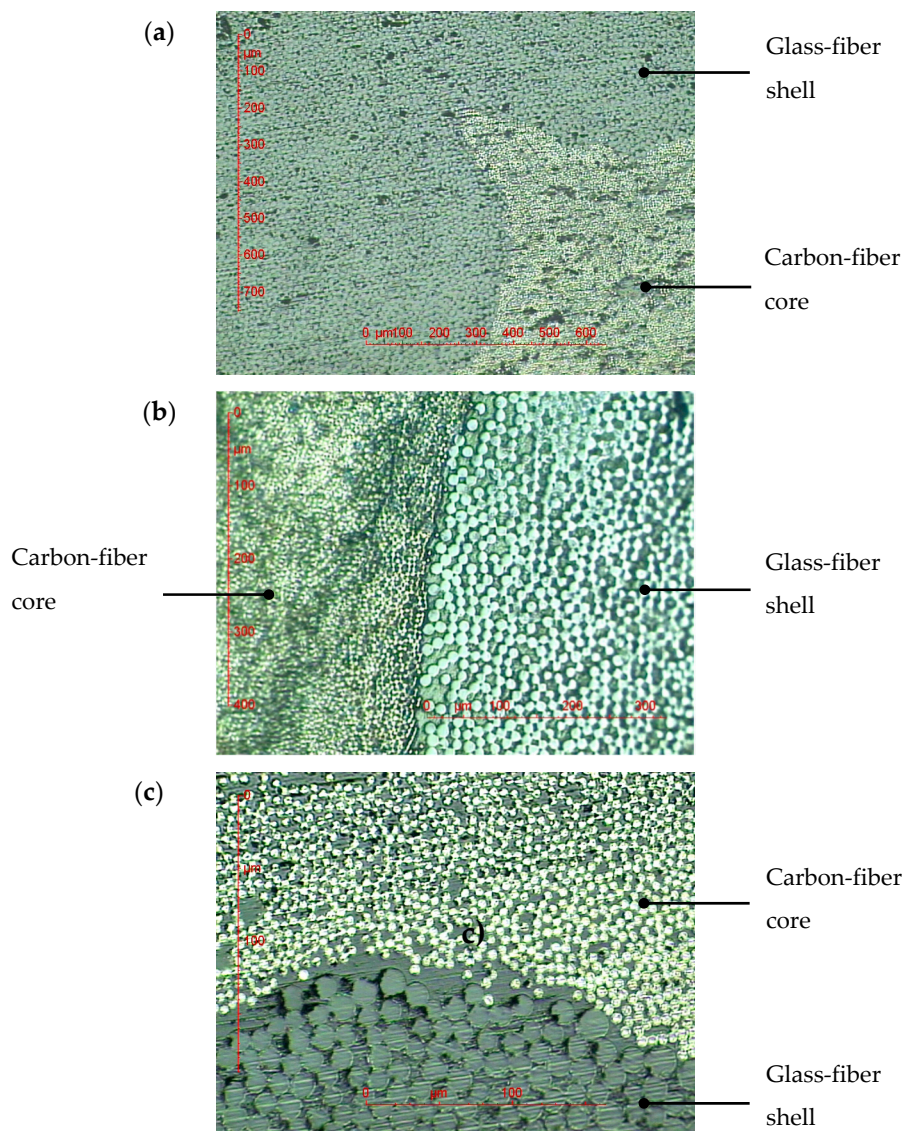 (a)
Glass-fiber
shell
0
µm
100
200
300
400
500
600
700
Carbon-fiber
core
0 µm100 200 300 400 500 600
(b)
0
µm
100
200
300
400
Carbon-fiber
core
Glass-fiber
shell
0 µm 100 200 300
(c)
0
µm
100
Carbon-fiber
core
c)
0 µm 100
Glass-fiber
shell